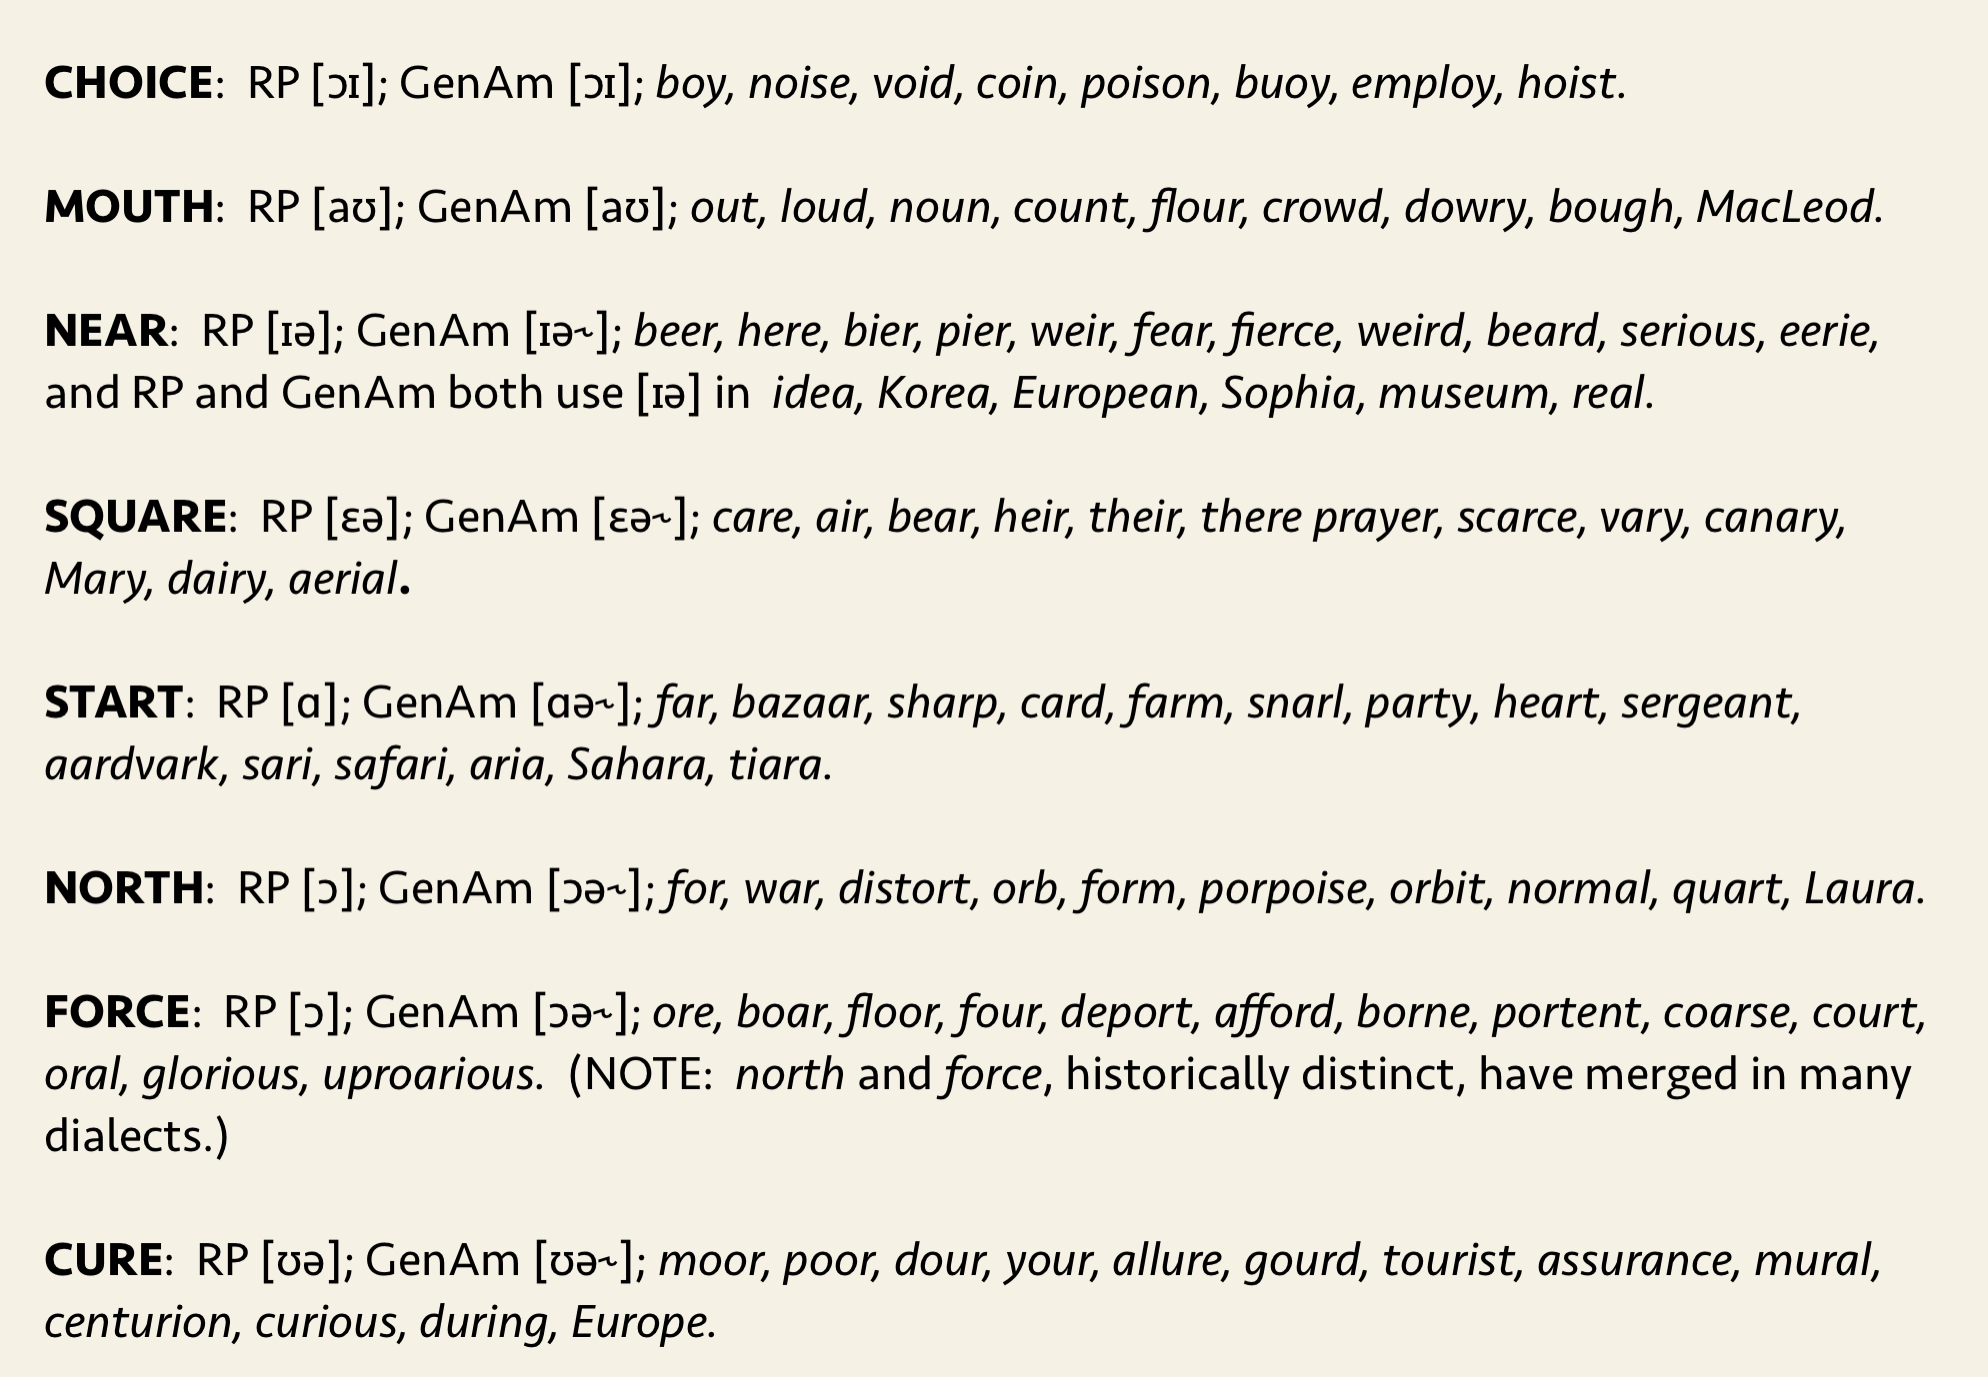 CHOICE:  RP [ɔɪ]; GenAm [ɔɪ]; boy, noise, void, coin, poison, buoy, employ, hoist.
MOUTH:  RP [aʊ]; GenAm [aʊ]; out, loud, noun, count, flour, crowd, dowry, bough, MacLeod.
NEAR:  RP [ɪə]; GenAm [ɪə˞]; beer, here, bier, pier, weir, fear, fierce, weird, beard, serious, eerie,
and RP and GenAm both use [ɪə] in  idea, Korea, European, Sophia, museum, real.
SQUARE:  RP [ɛə]; GenAm [ɛə˞]; care, air, bear, heir, their, there prayer, scarce, vary, canary,
Mary, dairy, aerial.
START:  RP [ɑ]; GenAm [ɑə˞]; far, bazaar, sharp, card, farm, snarl, party, heart, sergeant,
aardvark, sari, safari, aria, Sahara, tiara.
NORTH:  RP [ɔ]; GenAm [ɔə˞]; for, war, distort, orb, form, porpoise, orbit, normal, quart, Laura.
FORCE:  RP [ɔ]; GenAm [ɔə˞]; ore, boar, floor, four, deport, afford, borne, portent, coarse, court,
oral, glorious, uproarious.  (NOTE:  north and force, historically distinct, have merged in many
dialects.)
CURE:  RP [ʊə]; GenAm [ʊə˞]; moor, poor, dour, your, allure, gourd, tourist, assurance, mural,
centurion, curious, during, Europe.